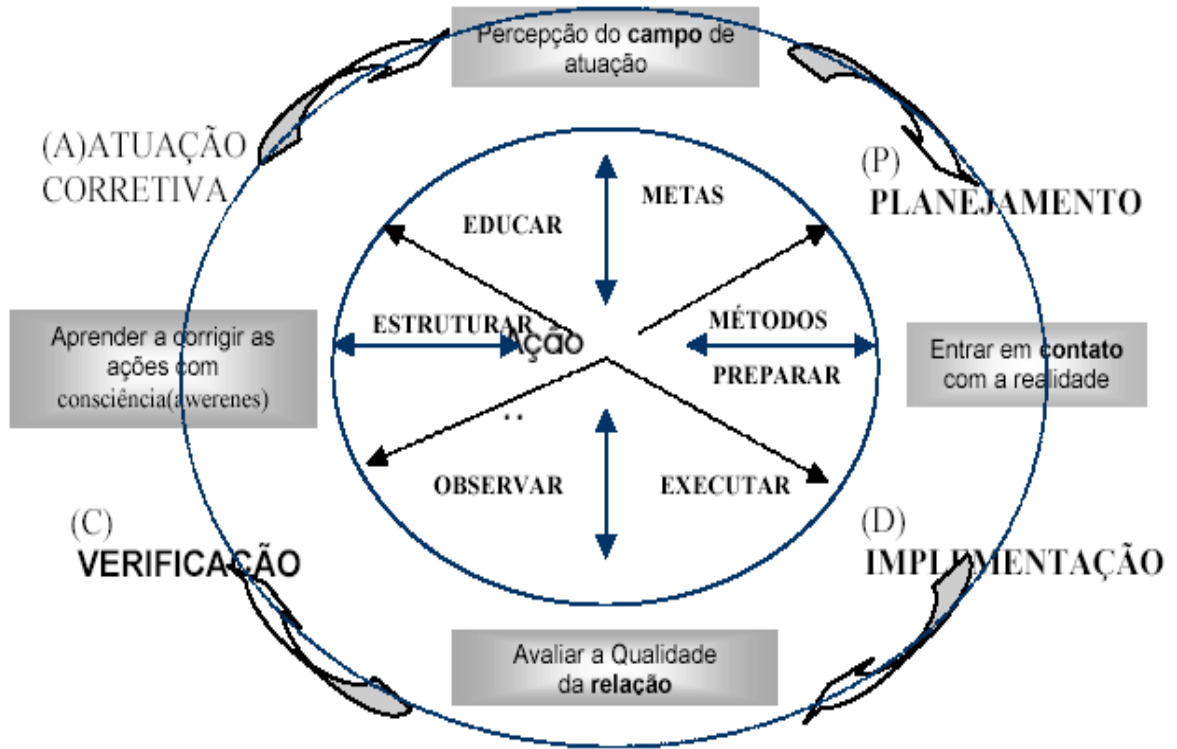 Percepção do campo de
atuação
(A)ATUAÇÃO
CORRETIVA
(P)
PLANEJAMENTO
METAS
EDUCAR
ESTRUTURAR
Ação
MÉTODOS
PREPARAR
Aprender a corrigir as
ações com
consciência(awerenes)
Entrar em contato
com a realidade
..
OBSERVAR
EXECUTAR
(C)
VERIFICAÇÃO
(D)
IMPLEMENTAÇÃO
Avaliar a Qualidade
da relação